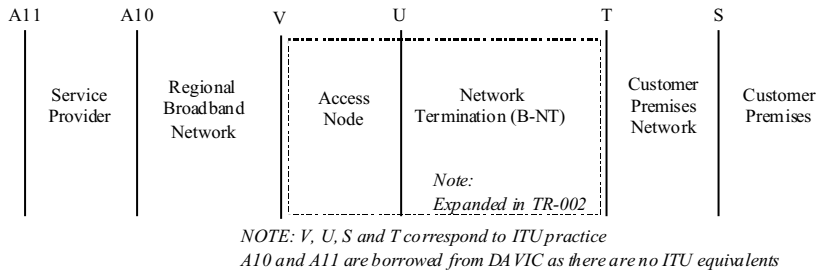 A11 A10 V U T S
Service
Provider
Regional
Broadband
Network
Access
Node
Network
Termination (B-NT)
Customer
Premises
Network
Customer
Premises
Note:
Expanded in TR-002
NOTE: V, U, S and T correspond to ITU practice
A10 and A11 are borrowed from DAVIC as there are no ITU equivalents